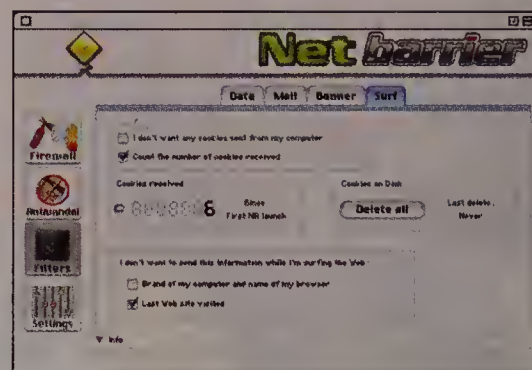 Net barrier
Data Mail Banner Surf
I don't want any cookies sent from my computer
Count the number of cookies received
Cookies received
6
Since
First NB launch
Cookies on Disk
Delete all
Last delete:
Never
I don't want to send this information while I'm surfing the Web:
Brand of my computer and name of my browser
Last Web site visited
Info
Firewall
Antivandal
Filters
Settings